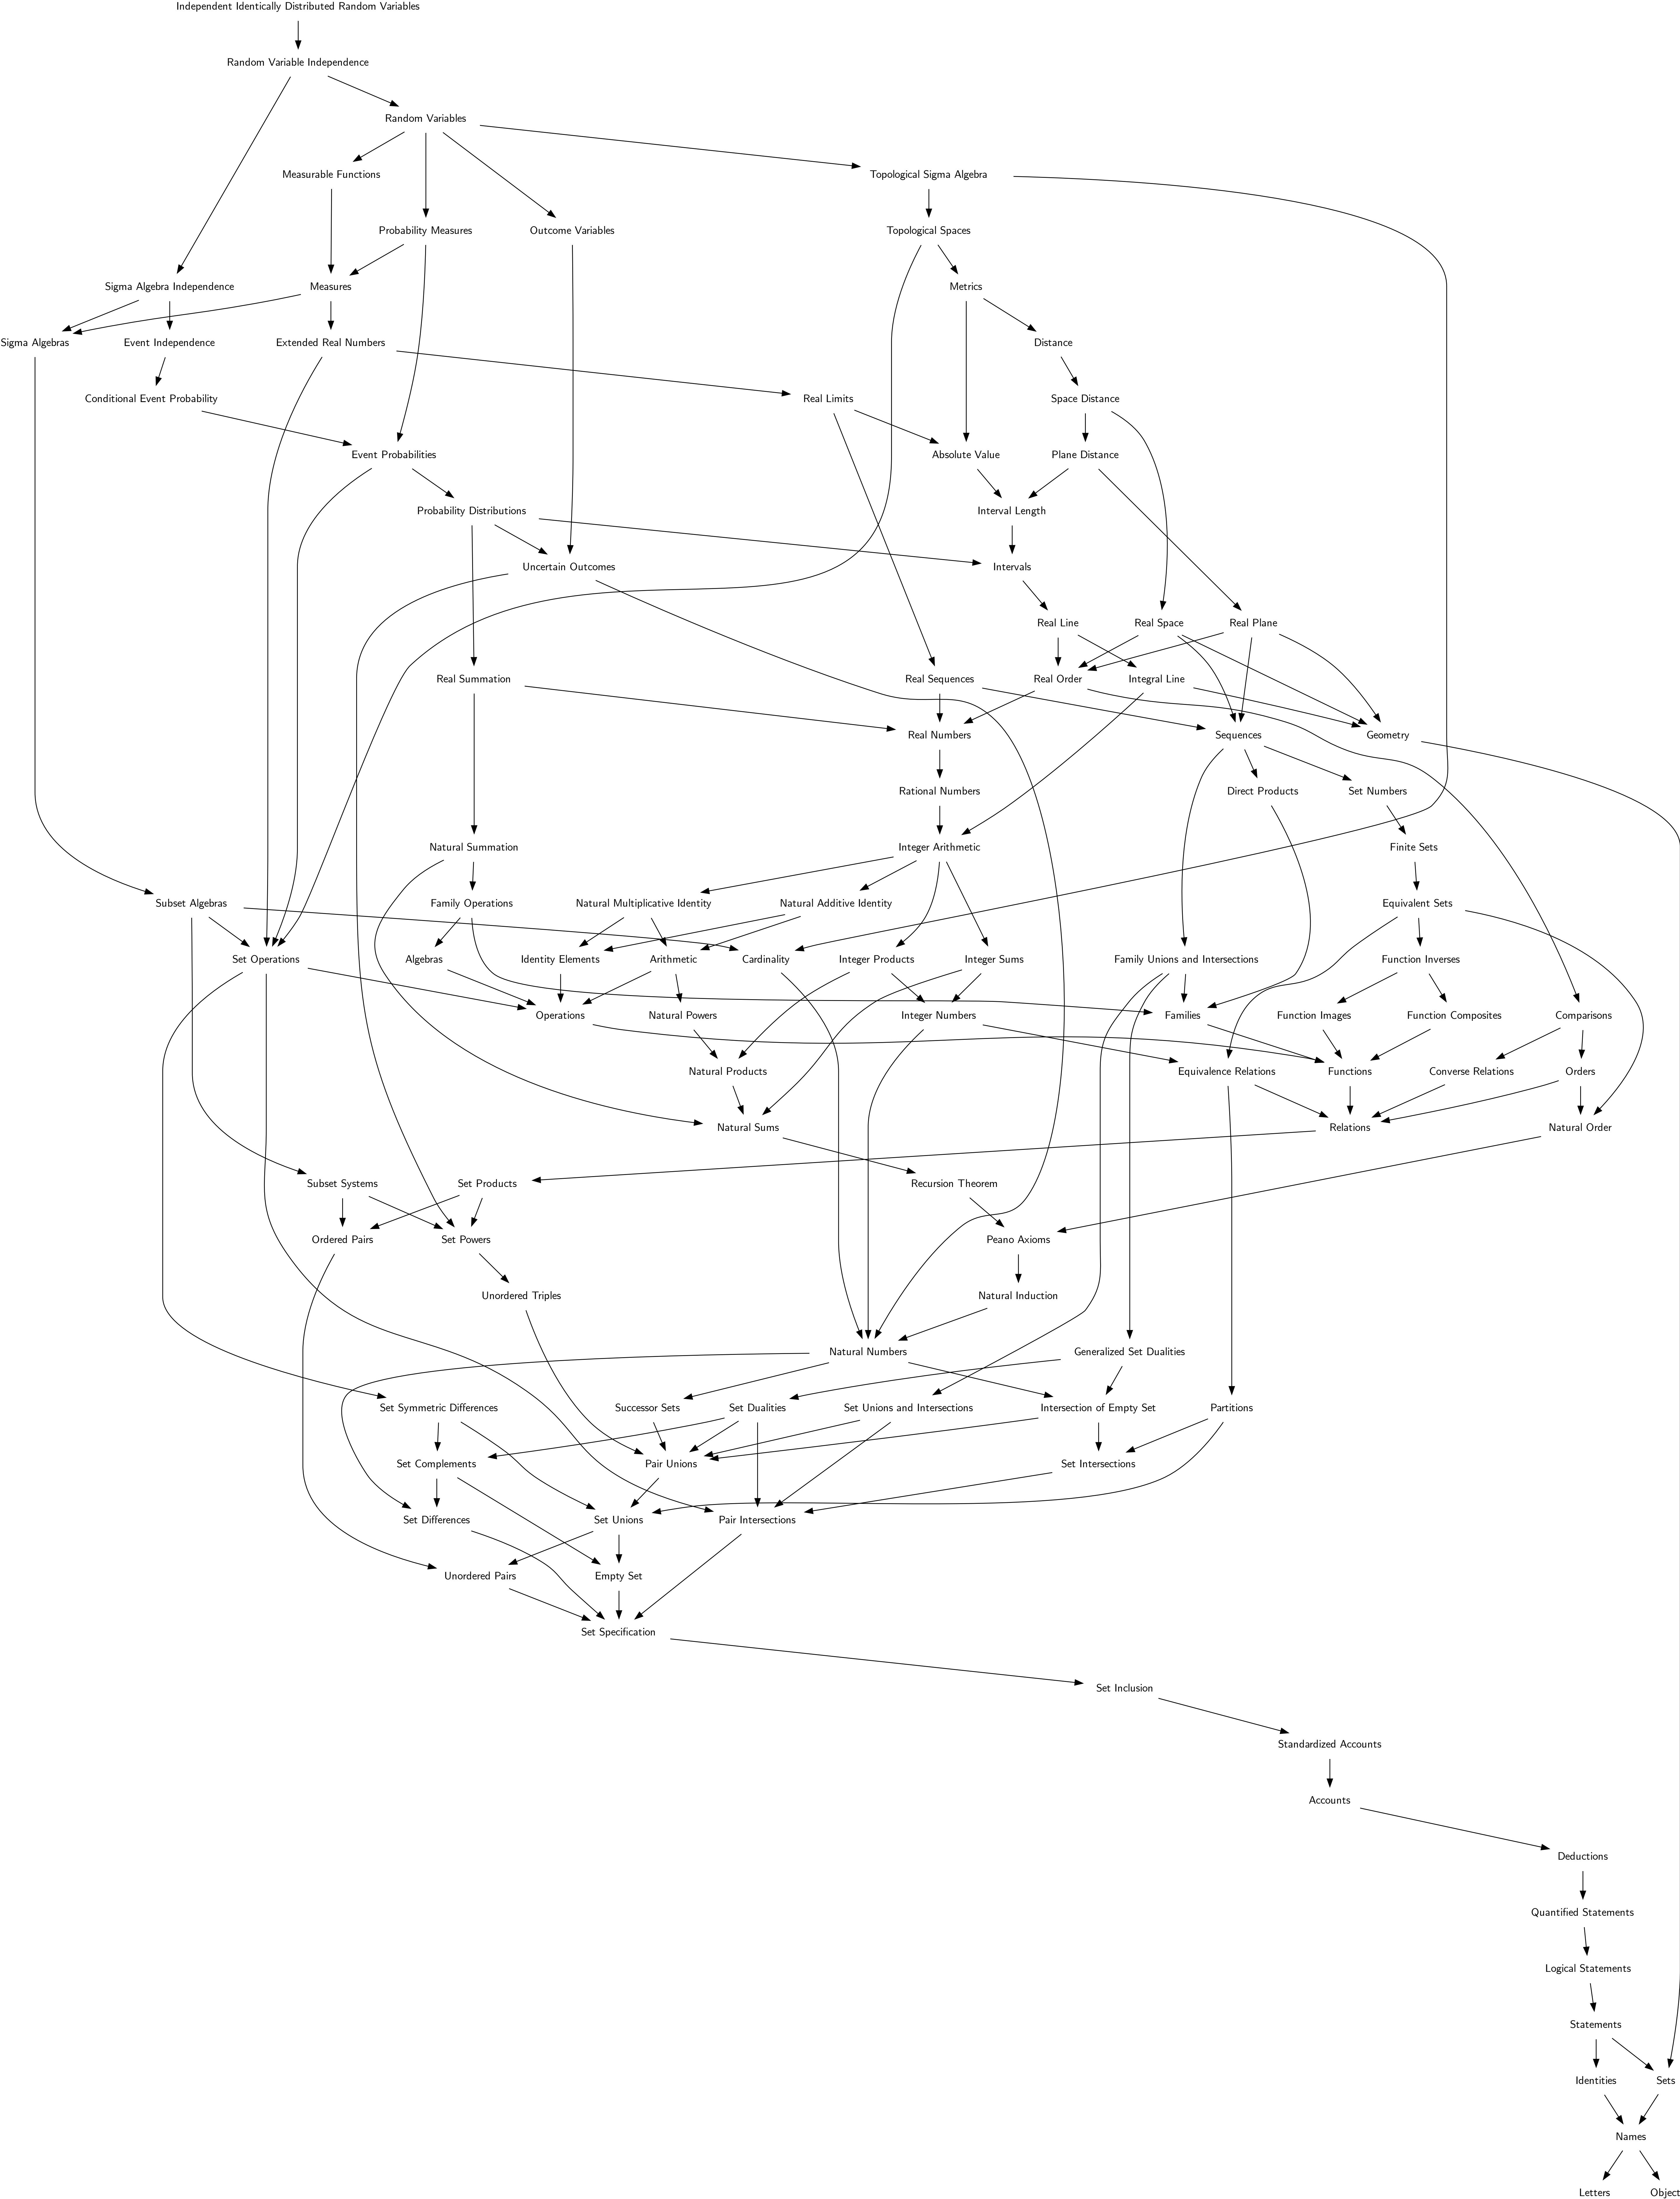 Independent Identically Distributed Random Variables
Random Variable Independence
Random Variables
Measurable Functions
Topological Sigma Algebra
Probability Measures
Outcome Variables
Topological Spaces
Sigma Algebra Independence
Measures
Metrics
Sigma Algebras
Event Independence
Extended Real Numbers
Distance
Conditional Event Probability
Real Limits
Space Distance
Event Probabilities
Absolute Value
Plane Distance
Probability Distributions
Interval Length
Uncertain Outcomes
Intervals
Real Line
Real Space
Real Plane
Real Summation
Real Sequences
Real Order
Integral Line
Real Numbers
Sequences
Geometry
Rational Numbers
Direct Products
Set Numbers
Natural Summation
Integer Arithmetic
Finite Sets
Subset Algebras
Family Operations
Natural Multiplicative Identity
Natural Additive Identity
Equivalent Sets
Set Operations
Algebras
Identity Elements
Arithmetic
Cardinality
Integer Products
Integer Sums
Family Unions and Intersections
Function Inverses
Operations
Natural Powers
Integer Numbers
Families
Function Images
Function Composites
Comparisons
Natural Products
Equivalence Relations
Functions
Converse Relations
Orders
Natural Sums
Relations
Natural Order
Subset Systems
Set Products
Recursion Theorem
Ordered Pairs
Set Powers
Peano Axioms
Unordered Triples
Natural Induction
Natural Numbers
Generalized Set Dualities
Set Symmetric Differences
Successor Sets
Set Dualities
Set Unions and Intersections
Intersection of Empty Set
Partitions
Set Complements
Pair Unions
Set Intersections
Set Differences
Set Unions
Pair Intersections
Unordered Pairs
Empty Set
Set Specification
Set Inclusion
Standardized Accounts
Accounts
Deductions
Quantified Statements
Logical Statements
Statements
Identities
Sets
Names
Letters
Object